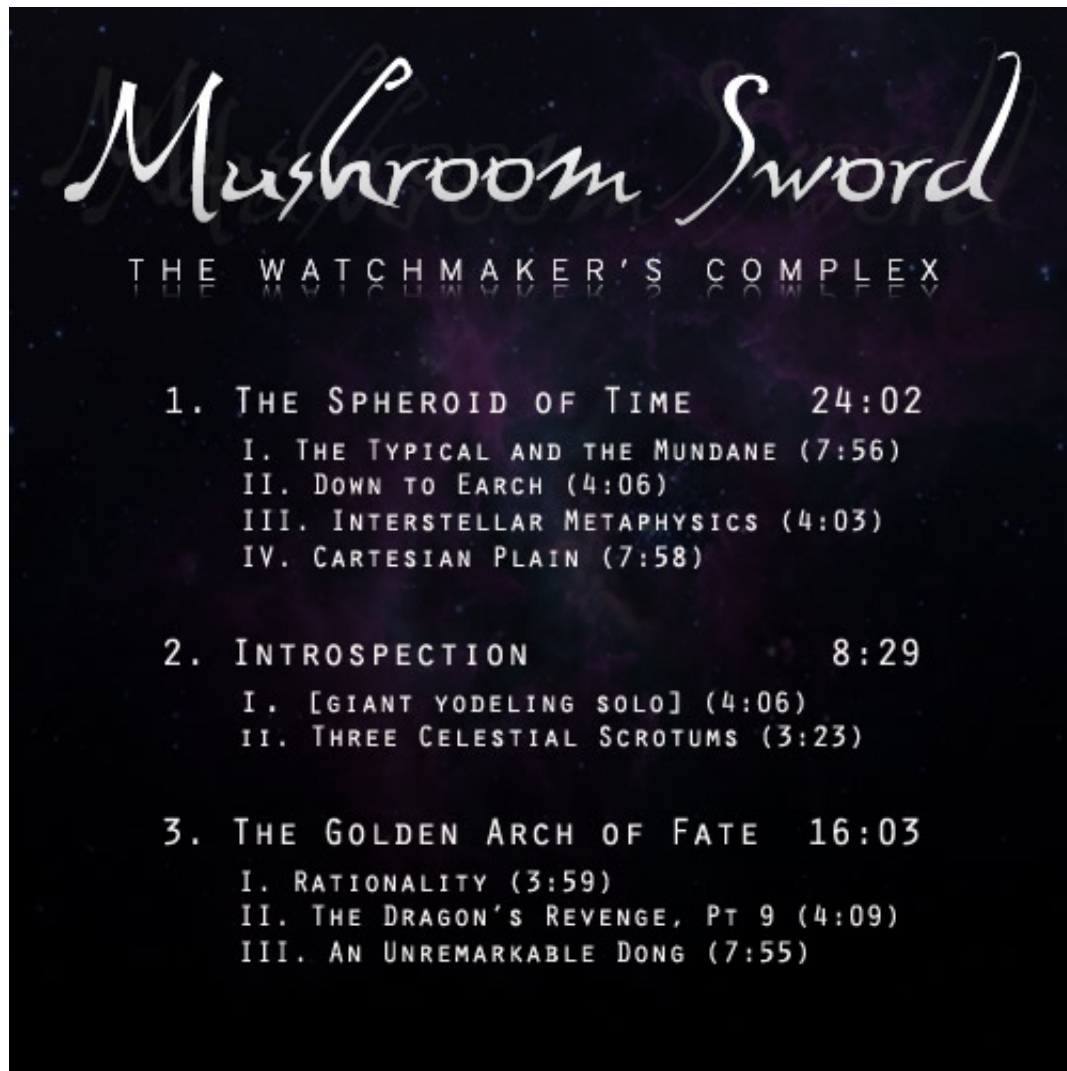 Mushroom Sword
THE WATCHMAKER'S COMPLEX
1. THE SPHEROID OF TIME 24:02
I. THE TYPICAL AND THE MUNDANE (7:56)
II. DOWN TO EARCH (4:06)
III. INTERSTELLAR METAPHYSICS (4:03)
IV. CARTESIAN PLAIN (7:58)
2. INTROSPECTION 8:29
I. [GIANT YODELING SOLO] (4:06)
II. THREE CELESTIAL SCROTUMS (3:23)
3. THE GOLDEN ARCH OF FATE 16:03
I. RATIONALITY (3:59)
II. THE DRAGON'S REVENGE, PT 9 (4:09)
III. AN UNREMARKABLE DONG (7:55)